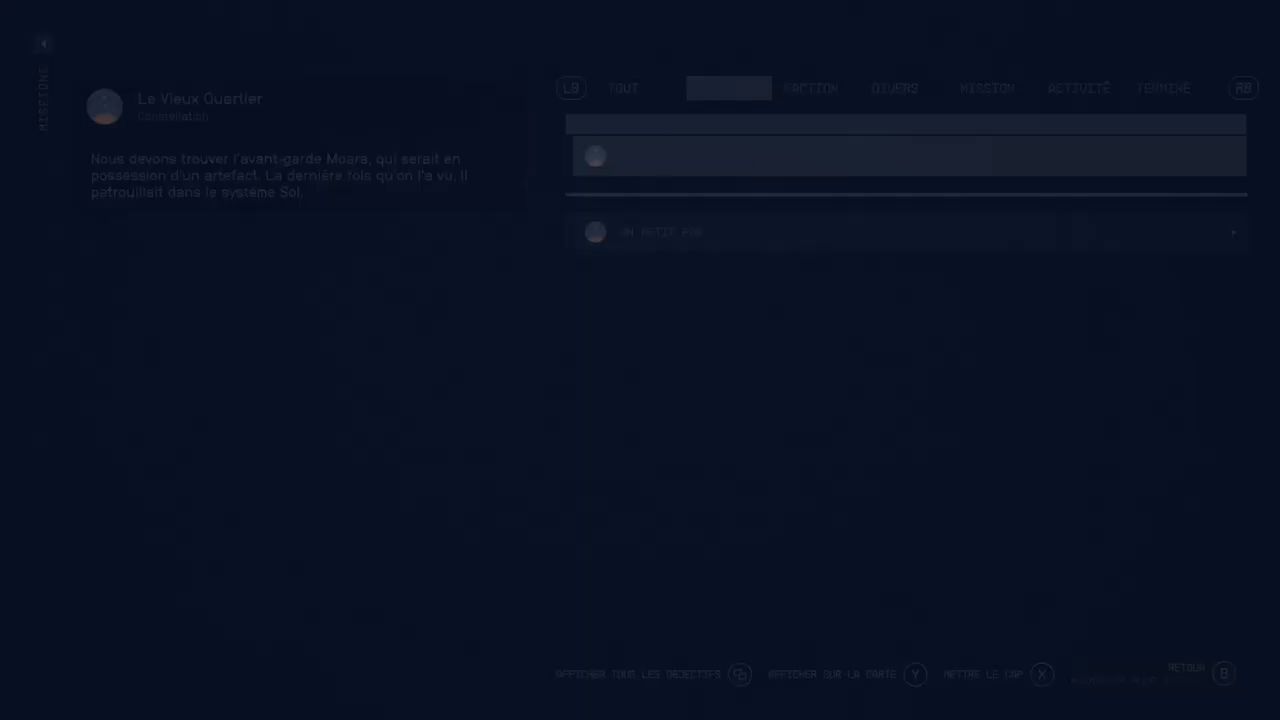 MISSIONS
Le Vieux Quartier
Constellation
Nous devons trouver l'avant-garde Moara, qui serait en
possession d'un artefact. La dernière fois qu'on l'a vu, il
patrouillait dans le système Sol.
LB TOUT FACTION DIVERS MISSION ACTIVITÉ TERMINÉ RB
AFFICHER TOUS LES OBJECTIFS AFFICHER SUR LA CARTE Y METTRE LE CAP X RETOUR B